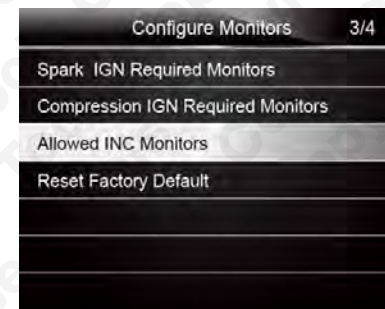 Configure Monitors 3/4
Spark IGN Required Monitors
Compression IGN Required Monitors
Allowed INC Monitors
Reset Factory Default